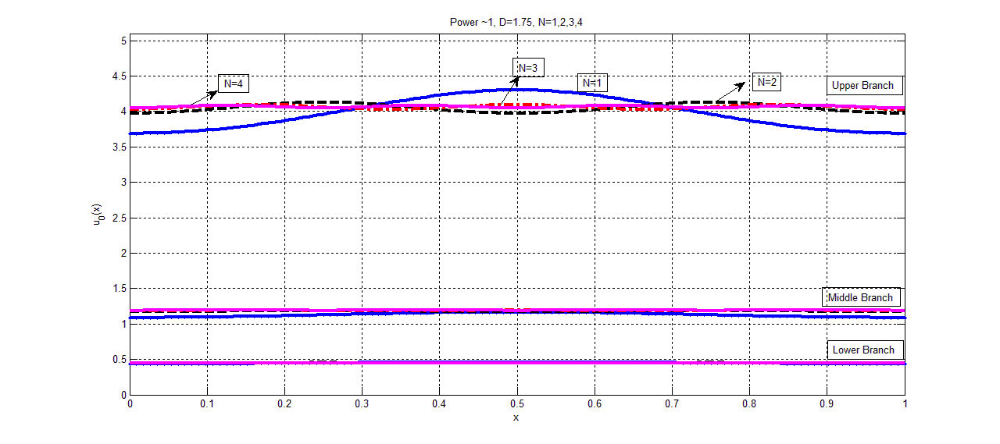 Power ~1, D=1.75, N=1,2,3,4
5
4.5
4
3.5
3
2.5
2
1.5
1
0.5
0
u0(x)
N=4
N=3
N=1
N=2
Upper Branch
Middle Branch
Lower Branch
0 0.1 0.2 0.3 0.4 0.5 0.6 0.7 0.8 0.9 1
x